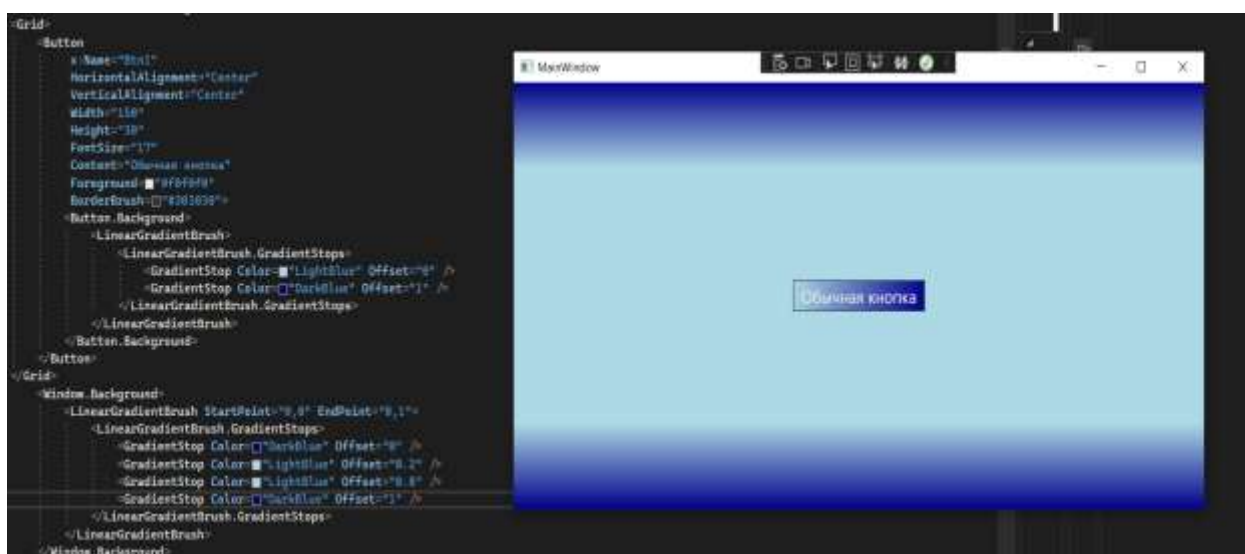 <Grid>
<Button
x:Name="Btn1"
HorizontalAlignment="Center"
VerticalAlignment="Center"
Width="150"
Height="30"
FontSize="17"
Content="Обычная кнопка"
Foreground="#f0f0f0"
BorderBrush=
<Button.Background>
<LinearGradientBrush>
<LinearGradientBrush.GradientStops>
<GradientStop Color="LightBlue" Offset="0" />
<GradientStop Color="DarkBlue" Offset="1" />
</LinearGradientBrush.GradientStops>
</LinearGradientBrush>
</Button.Background>
</Button>
</Grid>
<Window.Background>
<LinearGradientBrush StartPoint="0,0" EndPoint="0,1">
<LinearGradientBrush.GradientStops>
<GradientStop Color="DarkBlue" Offset="0" />
<GradientStop Color="LightBlue" Offset="0.2" />
<GradientStop Color="LightBlue" Offset="0.8" />
<GradientStop Color="DarkBlue" Offset="1" />
</LinearGradientBrush.GradientStops>
</LinearGradientBrush>
</Window.Background>
MainWindow
Обычная кнопка